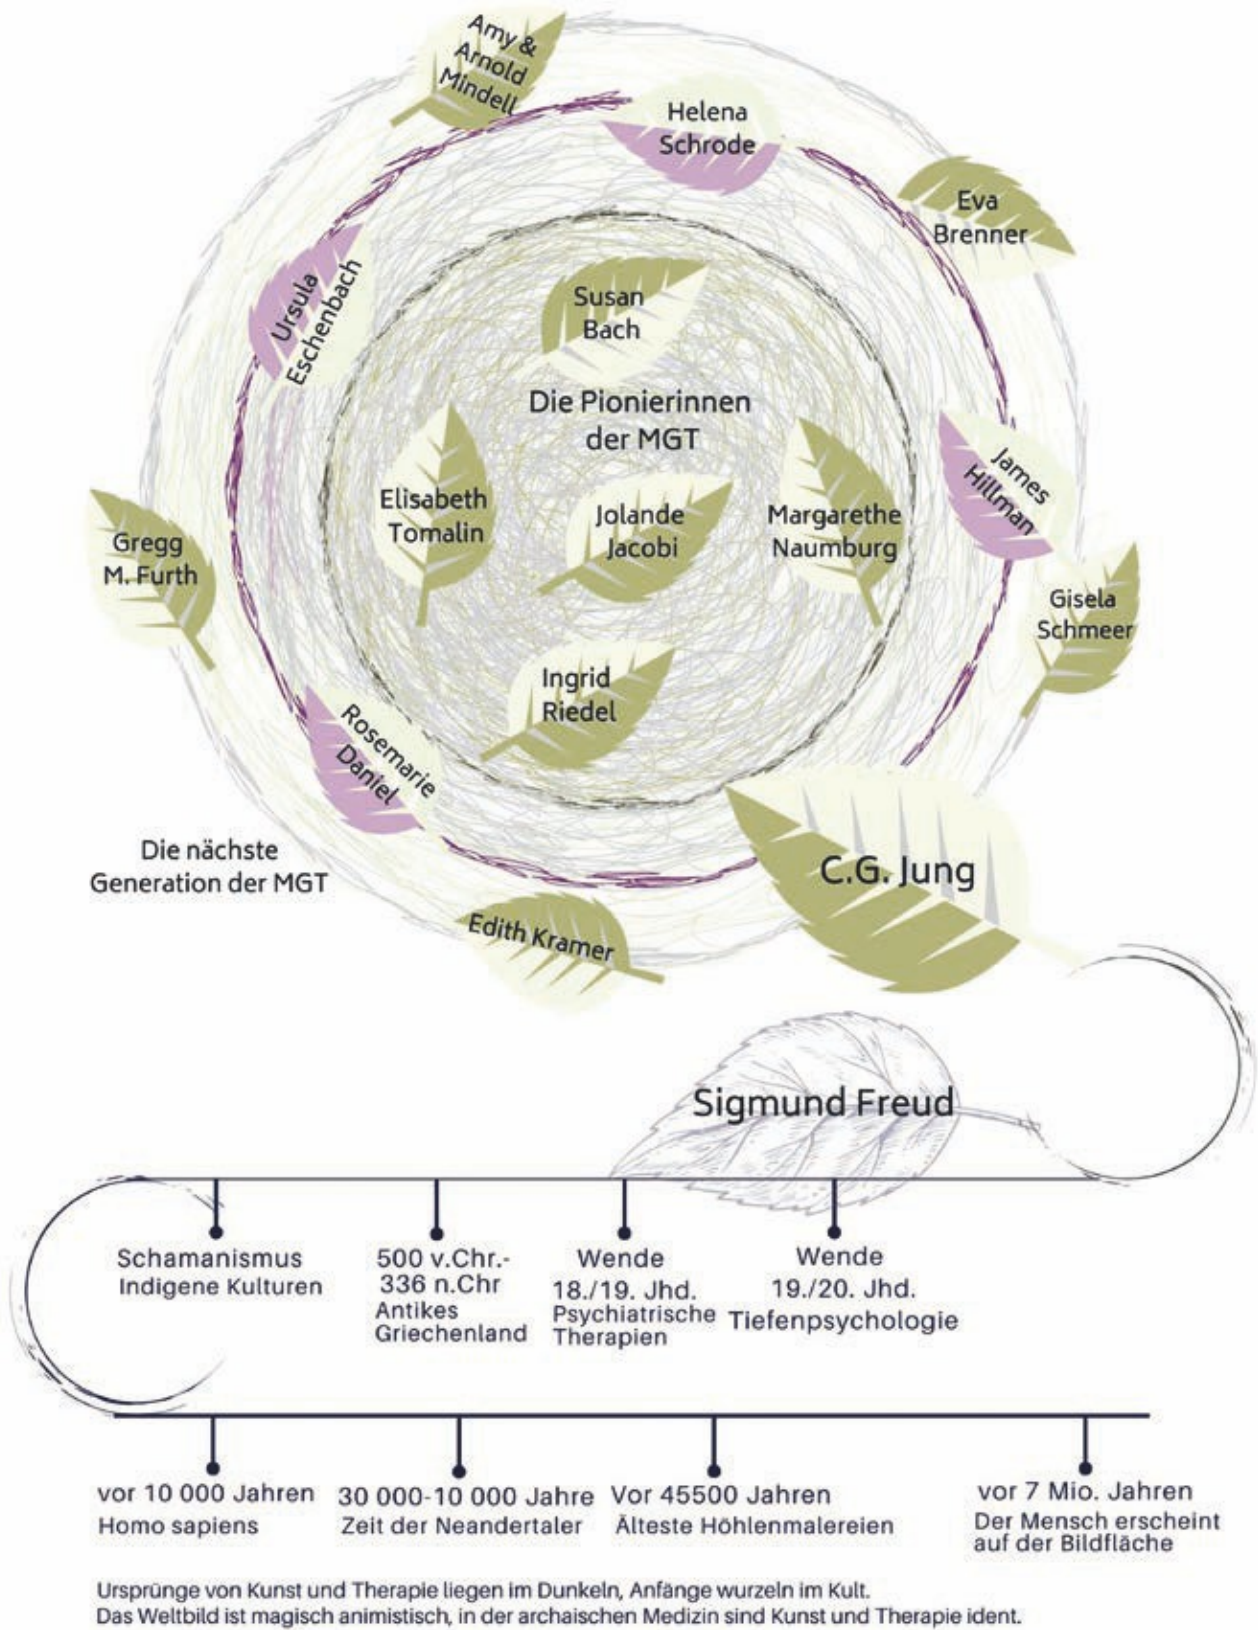 Amy &
Arnold
Mindell
Helena
Schrode
Eva
Brenner
Ursula
Eschenbach
Susan
Bach
Die Pionierinnen
der MGT
James
Hillman
Elisabeth
Tomalin
Jolande
Jacobi
Margarethe
Naumburg
Gregg
M. Furth
Gisela
Schmeer
Ingrid
Riedel
Rosemarie
Daniel
Die nächste
Generation der MGT
C.G. Jung
Edith Kramer
Sigmund Freud
Schamanismus
Indigene Kulturen
500 v.Chr.-
336 n.Chr
Antikes
Griechenland
Wende
18./19. Jhd.
Psychiatrische
Therapien
Wende
19./20. Jhd.
Tiefenpsychologie
vor 10 000 Jahren
Homo sapiens
30 000-10 000 Jahre
Zeit der Neandertaler
Vor 45500 Jahren
Älteste Höhlenmalereien
vor 7 Mio. Jahren
Der Mensch erscheint
auf der Bildfläche
Ursprünge von Kunst und Therapie liegen im Dunkeln, Anfänge wurzeln im Kult.
Das Weltbild ist magisch animistisch, in der archaischen Medizin sind Kunst und Therapie ident.